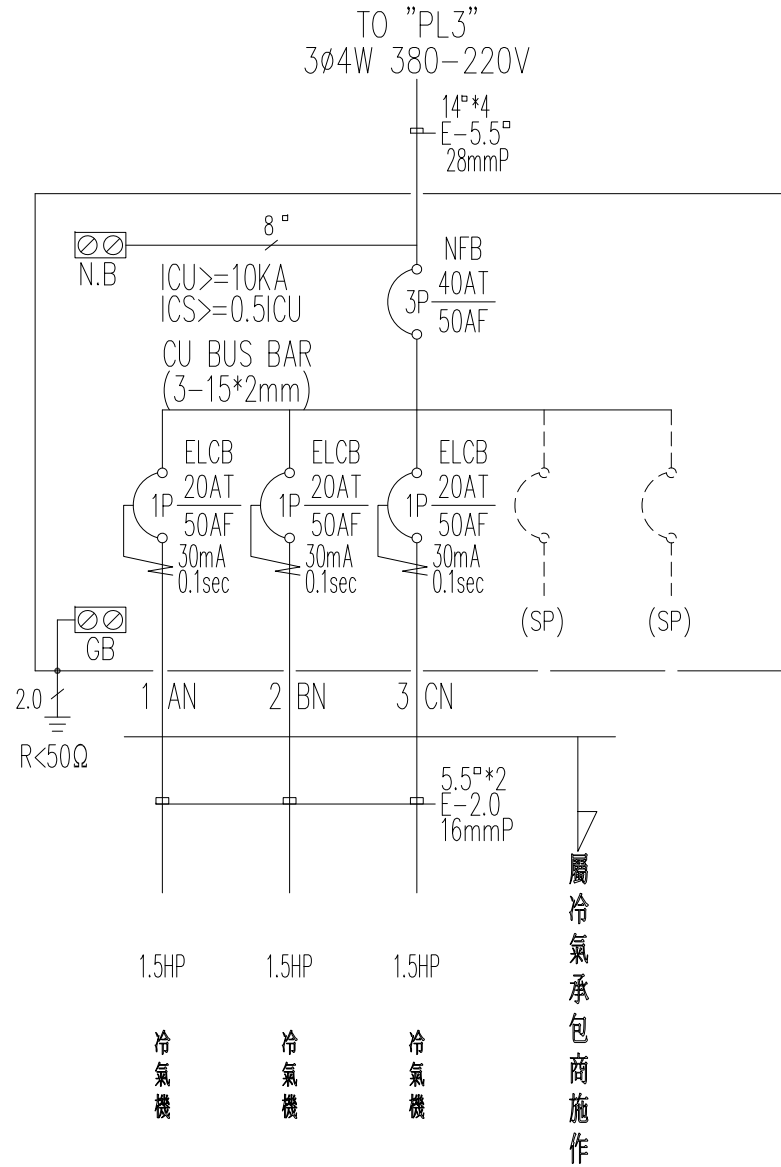 TO "PL3"
3ø4W 380-220V
14□*4
E-5.5□
28mmP
8□
N.B
ICU>=10KA
ICS>=0.5ICU
NFB
3P
40AT
50AF
CU BUS BAR
(3-15*2mm)
ELCB
1P
20AT
50AF
30mA
0.1sec
ELCB
1P
20AT
50AF
30mA
0.1sec
ELCB
1P
20AT
50AF
30mA
0.1sec
(SP)
(SP)
GB
2.0
R<50Ω
1 AN
2 BN
3 CN
5.5□*2
E-2.0
16mmP
屬冷氣承包商施作
1.5HP
1.5HP
1.5HP
冷氣機
冷氣機
冷氣機